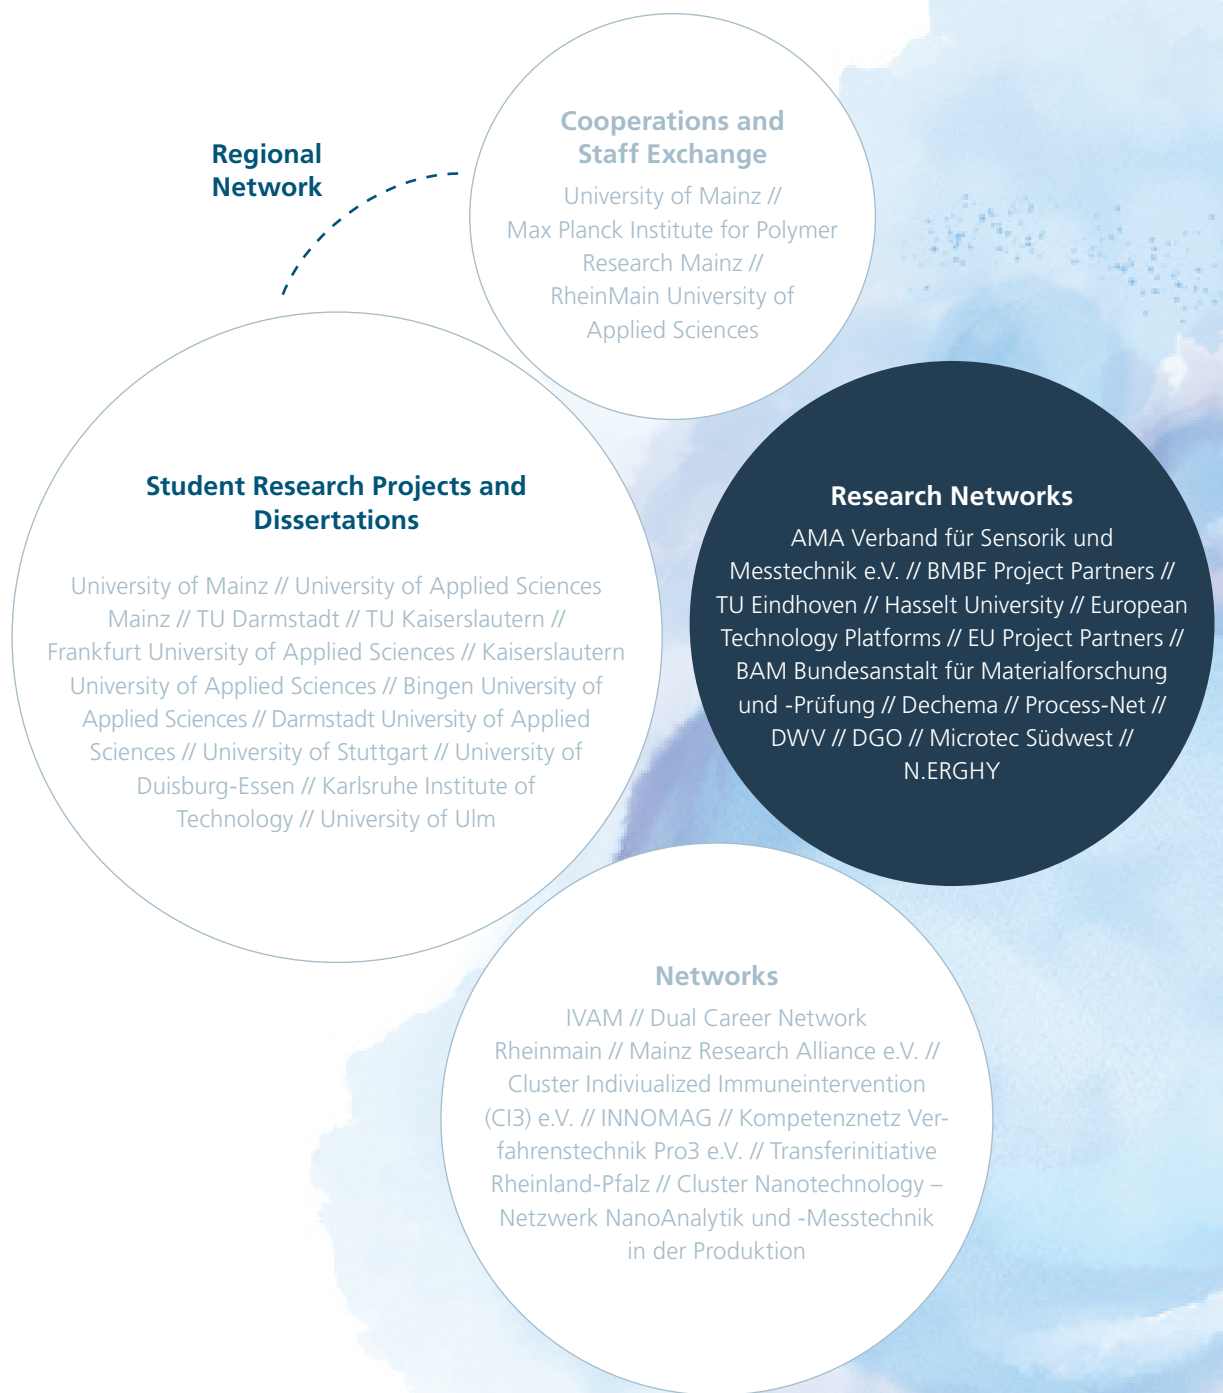 Regional
Network
Cooperations and
Staff Exchange
University of Mainz //
Max Planck Institute for Polymer
Research Mainz //
RheinMain University of
Applied Sciences
Student Research Projects and
Dissertations
University of Mainz // University of Applied Sciences
Mainz // TU Darmstadt // TU Kaiserslautern //
Frankfurt University of Applied Sciences // Kaiserslautern
University of Applied Sciences // Bingen University of
Applied Sciences // Darmstadt University of Applied
Sciences // University of Stuttgart // University of
Duisburg-Essen // Karlsruhe Institute of
Technology // University of Ulm
Research Networks
AMA Verband für Sensorik und
Messtechnik e.V. // BMBF Project Partners //
TU Eindhoven // Hasselt University // European
Technology Platforms // EU Project Partners //
BAM Bundesanstalt für Materialforschung
und -Prüfung // Dechema // Process-Net //
DWV // DGO // Microtec Südwest //
N.ERGHY
Networks
IVAM // Dual Career Network
Rheinmain // Mainz Research Alliance e.V. //
Cluster Indiviualized Immuneintervention
(CI3) e.V. // INNOMAG // Kompetenznetz Ver-
fahrenstechnik Pro3 e.V. // Transferinitiative
Rheinland-Pfalz // Cluster Nanotechnology –
Netzwerk NanoAnalytik und -Messtechnik
in der Produktion